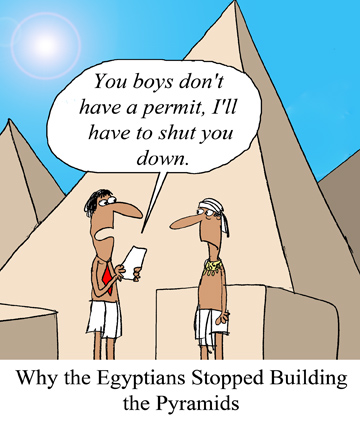 You boys don't
have a permit, I'll
have to shut you
down.
Why the Egyptians Stopped Building
the Pyramids